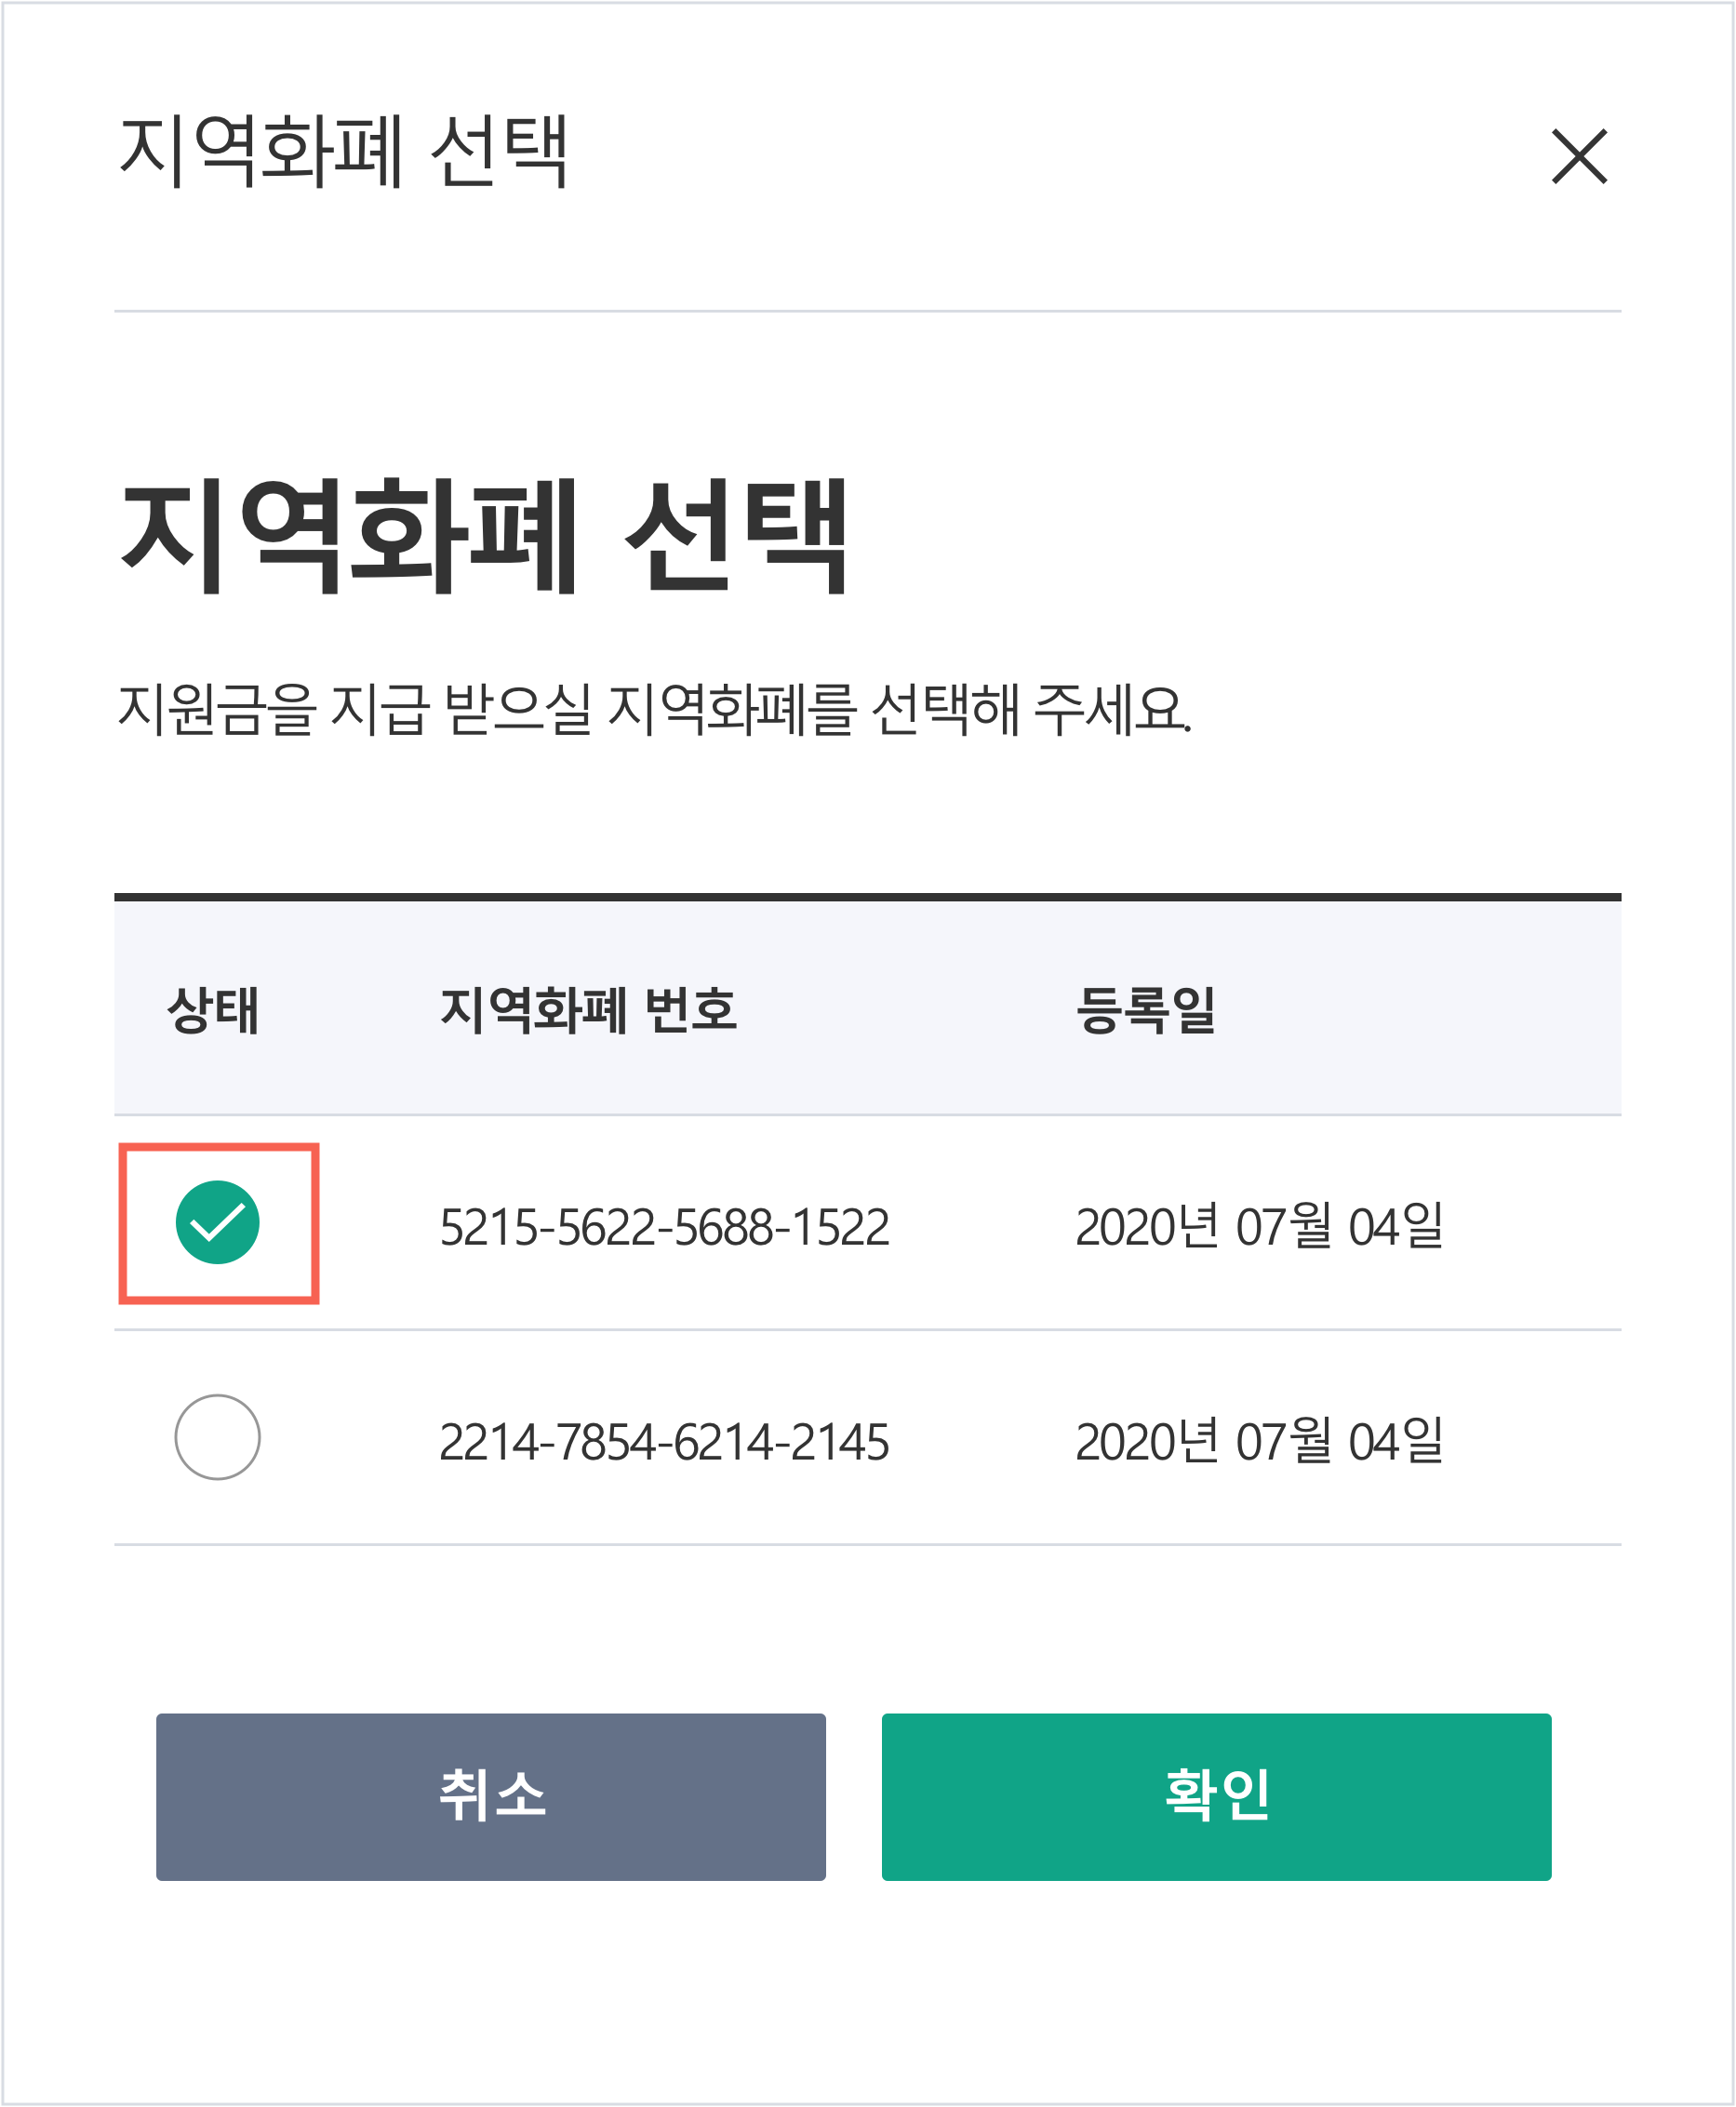 지역화폐 선택
지역화폐 선택
지원금을 지금 받으실 지역화폐를 선택해 주세요.
상태 지역화폐 번호 등록일
5215-5622-5688-1522 2020년 07월 04일
2214-7854-6214-2145 2020년 07월 04일
취소 확인